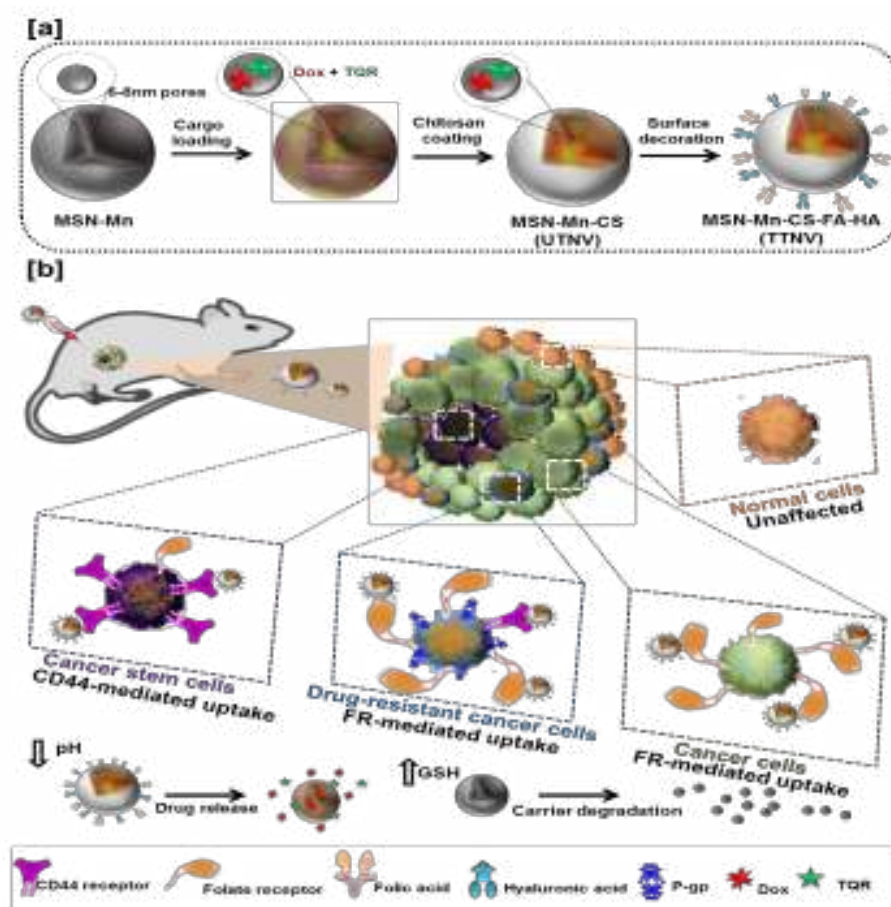 [a]
6-8nm pores
Dox + TQR
Cargo
loading
Chitosan
coating
Surface
decoration
MSN-Mn
MSN-Mn-CS
(UTNV)
MSN-Mn-CS-FA-HA
(TTNV)
[b]
Normal cells
Unaffected
Cancer stem cells
CD44-mediated uptake
Drug-resistant cancer cells
FR-mediated uptake
Cancer cells
FR-mediated uptake
pH
Drug release
GSH
Carrier degradation
CD44 receptor
Folate receptor
Folic acid
Hyaluronic acid
P-gp
Dox
TQR